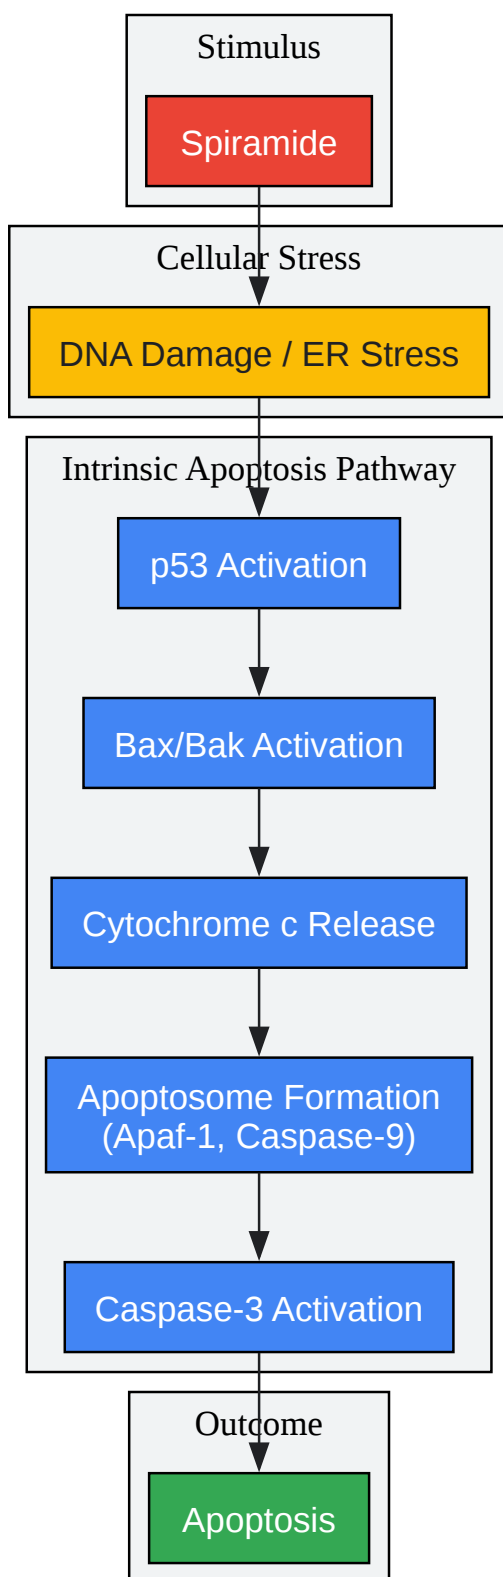 Stimulus
Spiramide
Cellular Stress
DNA Damage / ER Stress
Intrinsic Apoptosis Pathway
p53 Activation
Bax/Bak Activation
Cytochrome c Release
Apoptosome Formation
(Apaf-1, Caspase-9)
Caspase-3 Activation
Outcome
Apoptosis